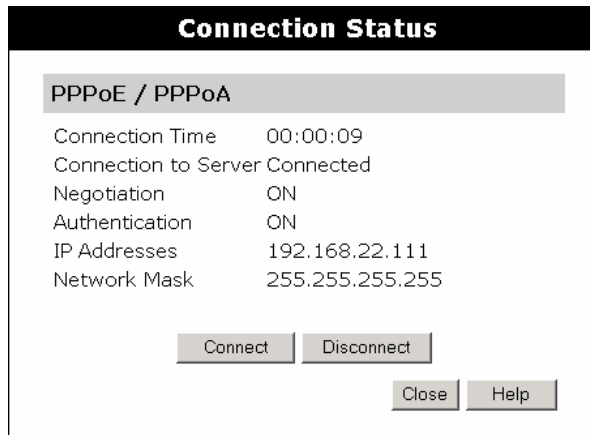 Connection Status
PPPoE / PPPoA
Connection Time 00:00:09
Connection to Server Connected
Negotiation ON
Authentication ON
IP Addresses 192.168.22.111
Network Mask 255.255.255.255
Connect Disconnect
Close Help